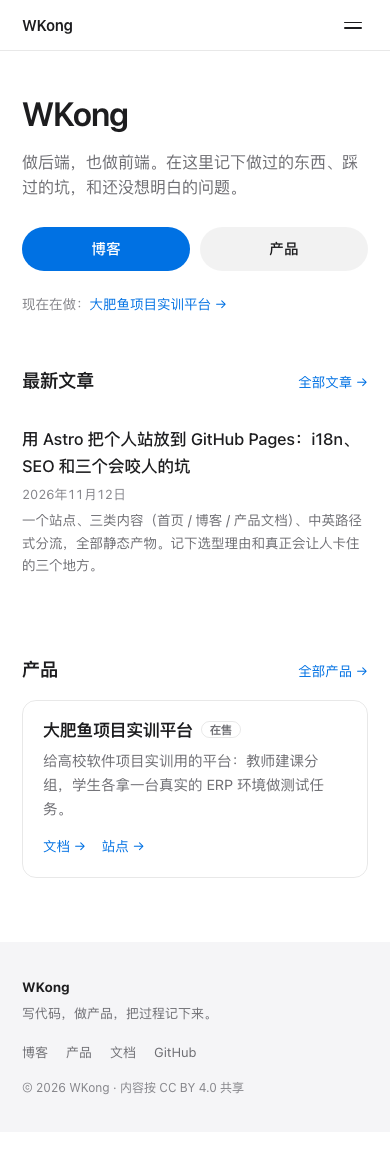 WKong
WKong
做后端，也做前端。在这里记下做过的东西、踩
过的坑，和还没想明白的问题。
博客
产品
现在在做：大肥鱼项目实训平台 →
最新文章
全部文章 →
用 Astro 把个人站放到 GitHub Pages：i18n、
SEO 和三个会咬人的坑
2026年11月12日
一个站点、三类内容（首页 / 博客 / 产品文档）、中英路径
式分流，全部静态产物。记下选型理由和真正会让人卡住
的三个地方。
产品
全部产品 →
大肥鱼项目实训平台 在售
给高校软件项目实训用的平台：教师建课分
组，学生各拿一台真实的 ERP 环境做测试任
务。
文档 → 站点 →
WKong
写代码，做产品，把过程记下来。
博客 产品 文档 GitHub
© 2026 WKong · 内容按 CC BY 4.0 共享